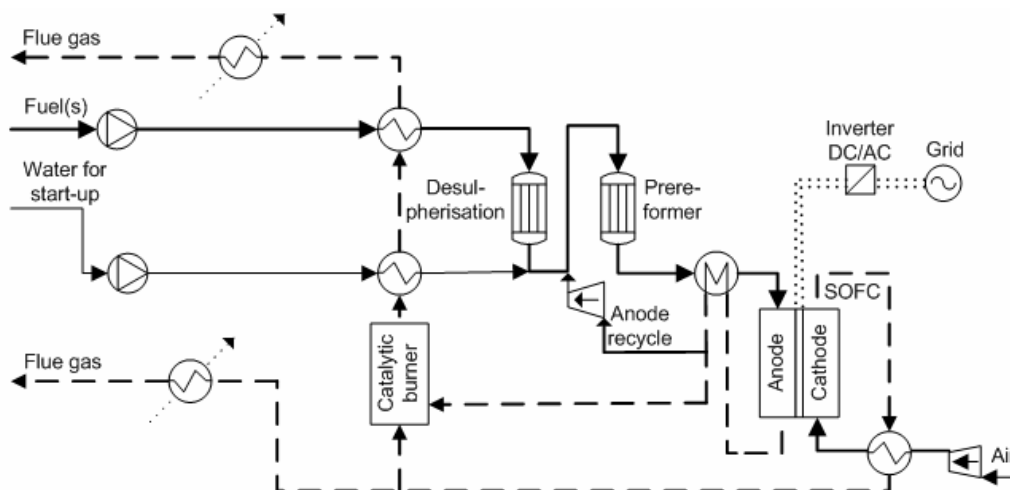 Flue gas
Fuel(s)
Water for
start-up
Desul-
pherisation
Prere-
former
Inverter
DC/AC
Grid
Anode
recycle
SOFC
Anode
Cathode
Catalytic
burner
Flue gas
Air